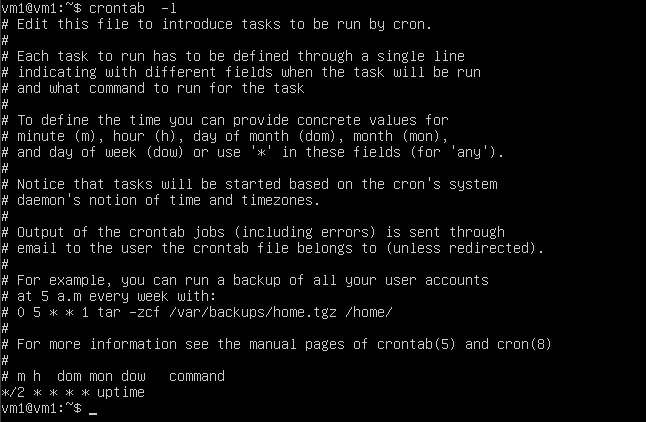 vm1@vm1:~$ crontab  -l
# Edit this file to introduce tasks to be run by cron.
#
# Each task to run has to be defined through a single line
# indicating with different fields when the task will be run
# and what command to run for the task
#
# To define the time you can provide concrete values for
# minute (m), hour (h), day of month (dom), month (mon),
# and day of week (dow) or use '*' in these fields (for 'any').
#
# Notice that tasks will be started based on the cron's system
# daemon's notion of time and timezones.
#
# Output of the crontab jobs (including errors) is sent through
# email to the user the crontab file belongs to (unless redirected).
#
# For example, you can run a backup of all your user accounts
# at 5 a.m every week with:
# 0 5 * * 1 tar -zcf /var/backups/home.tgz /home/
#
# For more information see the manual pages of crontab(5) and cron(8)
#
# m h  dom mon dow   command
*/2 * * * * uptime
vm1@vm1:~$ _